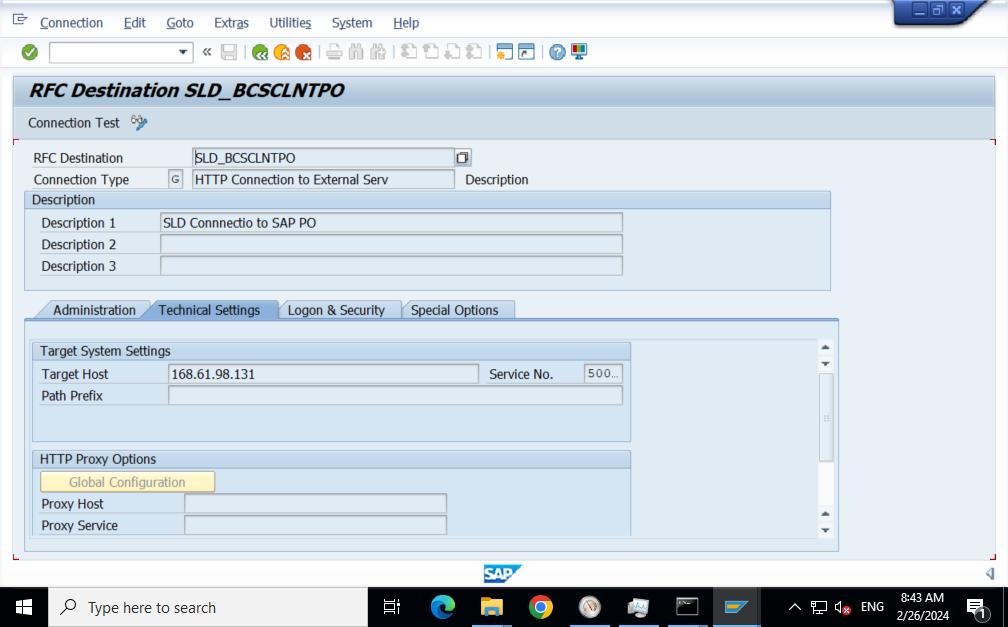 Connection Edit Goto Extras Utilities System Help
RFC Destination SLD_BCSCLNTPO
Connection Test
RFC Destination SLD_BCSCLNTPO
Connection Type G HTTP Connection to External Serv Description
Description
Description 1 SLD Connnectio to SAP PO
Description 2
Description 3
Administration Technical Settings Logon & Security Special Options
Target System Settings
Target Host 168.61.98.131 Service No. 500...
Path Prefix
HTTP Proxy Options
Global Configuration
Proxy Host
Proxy Service
SAP
Type here to search ENG 8:43 AM
2/26/2024 1